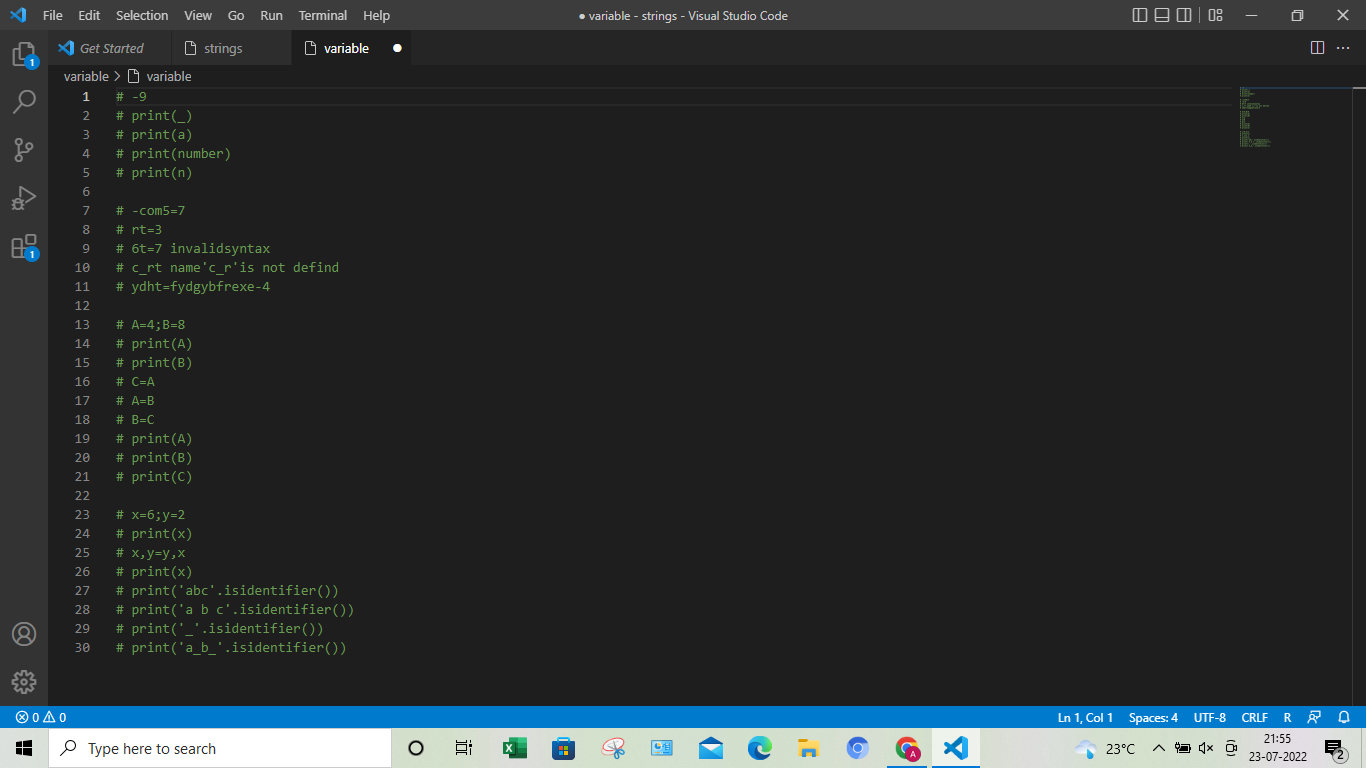 File Edit Selection View Go Run Terminal Help ● variable - strings - Visual Studio Code
Get Started strings variable ●
variable > variable
1 # -9
2 # print(_)
3 # print(a)
4 # print(number)
5 # print(n)
6
7 # -com5=7
8 # rt=3
9 # 6t=7 invalidsyntax
10 # c_rt name'c_r'is not defind
11 # ydht=fydgybfrexe-4
12
13 # A=4;B=8
14 # print(A)
15 # print(B)
16 # C=A
17 # A=B
18 # B=C
19 # print(A)
20 # print(B)
21 # print(C)
22
23 # x=6;y=2
24 # print(x)
25 # x,y=y,x
26 # print(x)
27 # print('abc'.isidentifier())
28 # print('a b c'.isidentifier())
29 # print('_'.isidentifier())
30 # print('a_b_'.isidentifier())
1
1
0 0 Ln 1, Col 1 Spaces: 4 UTF-8 CRLF R
Type here to search A 23°C 21:55
23-07-2022 2